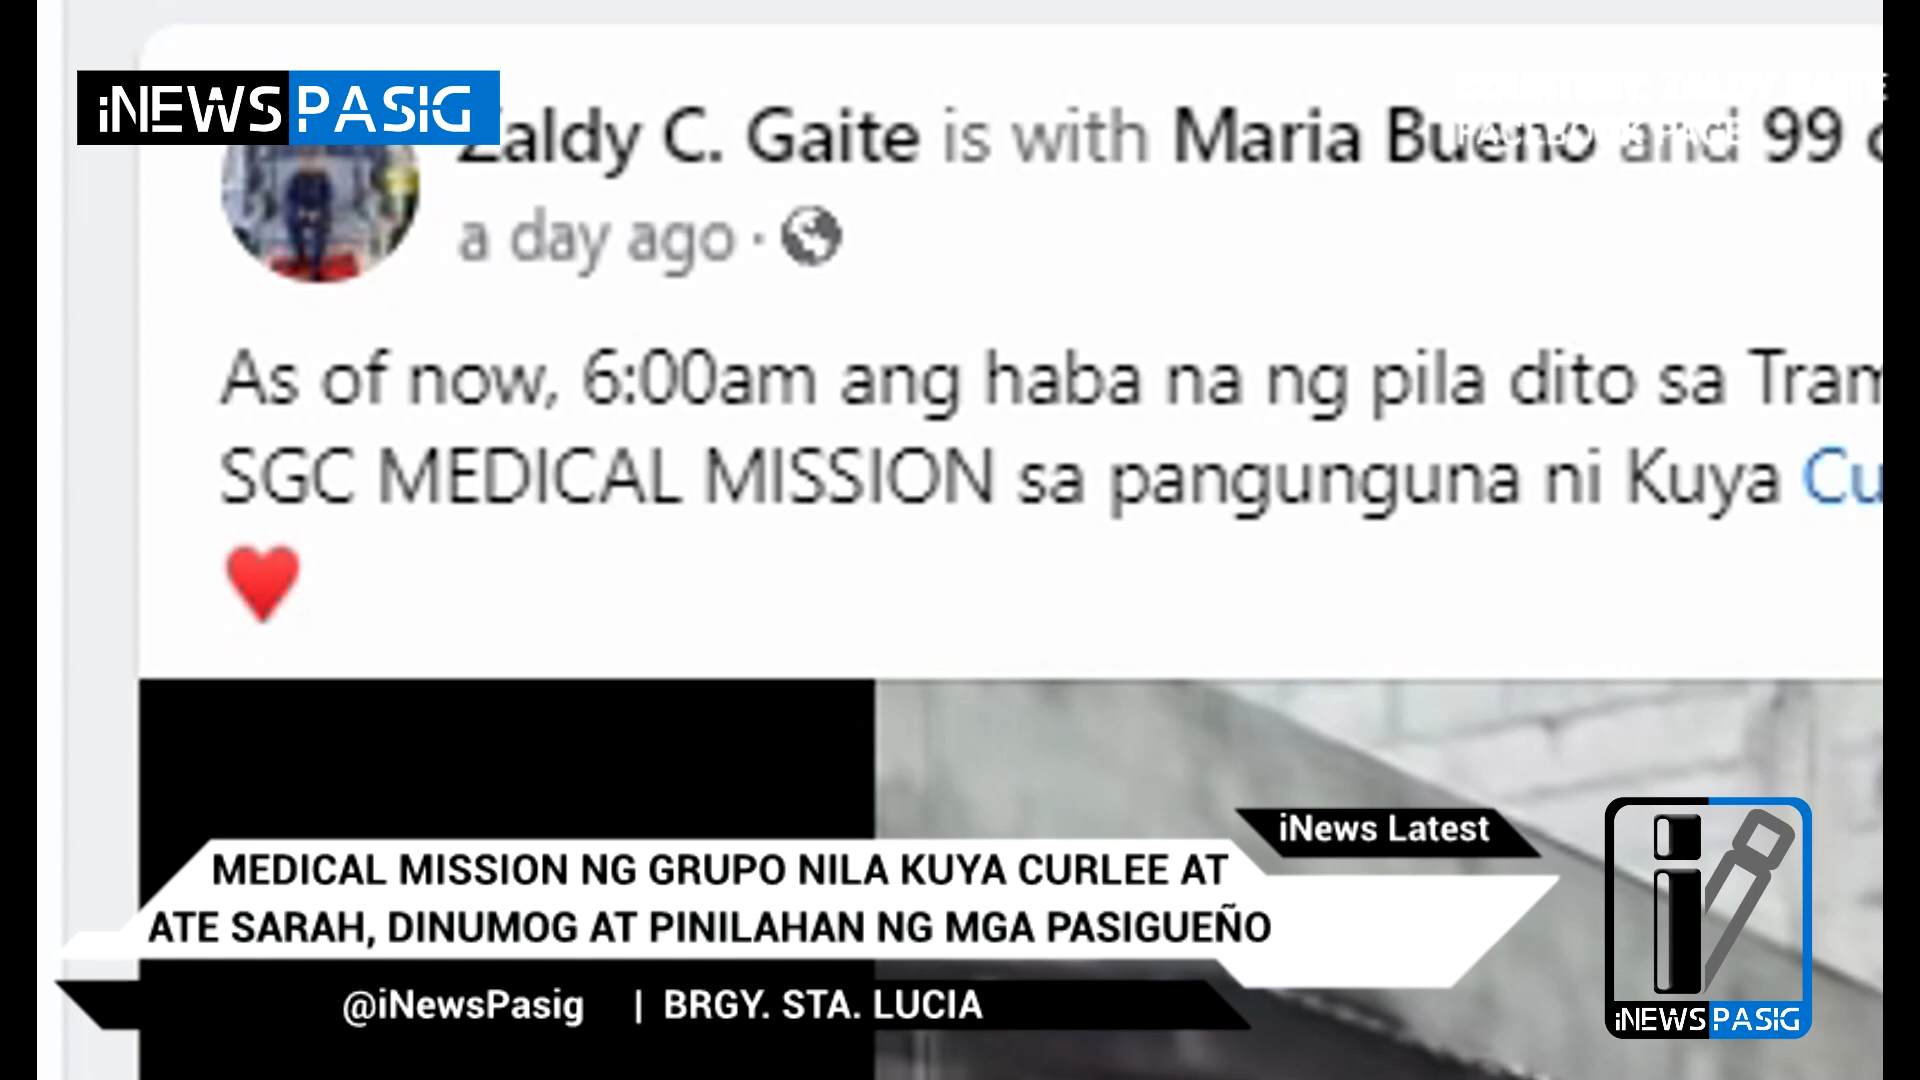 iNEWS PASIG
Zaldy C. Gaite is with Maria Bueno and 99
a day ago ·
As of now, 6:00am ang haba na ng pila dito sa Tram
SGC MEDICAL MISSION sa pangunguna ni Kuya Cu
iNews Latest
MEDICAL MISSION NG GRUPO NILA KUYA CURLEE AT
ATE SARAH, DINUMOG AT PINILAHAN NG MGA PASIGUEÑO
@iNewsPasig | BRGY. STA. LUCIA
iNEWS PASIG